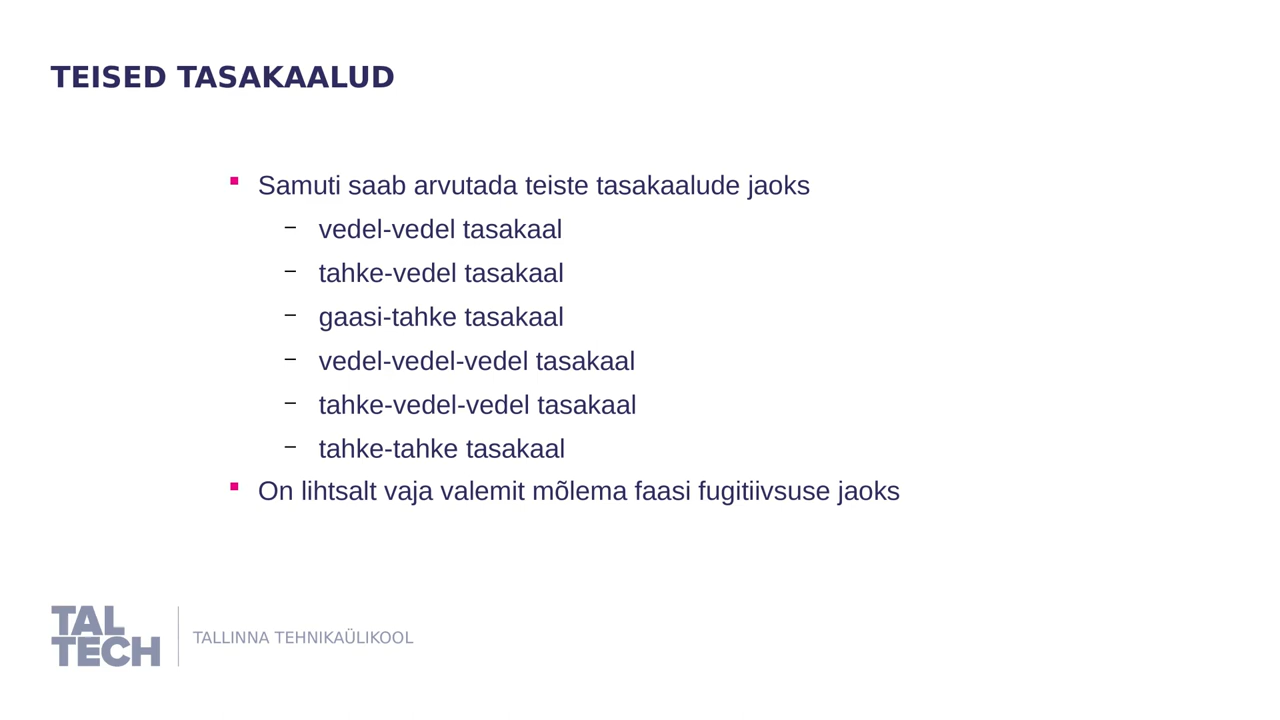 TEISED TASAKAALUD
Samuti saab arvutada teiste tasakaalude jaoks
– vedel-vedel tasakaal
– tahke-vedel tasakaal
– gaasi-tahke tasakaal
– vedel-vedel-vedel tasakaal
– tahke-vedel-vedel tasakaal
– tahke-tahke tasakaal
On lihtsalt vaja valemit mõlema faasi fugitiivsuse jaoks
TAL
TECH
TALLINNA TEHNIKAÜLIKOOL